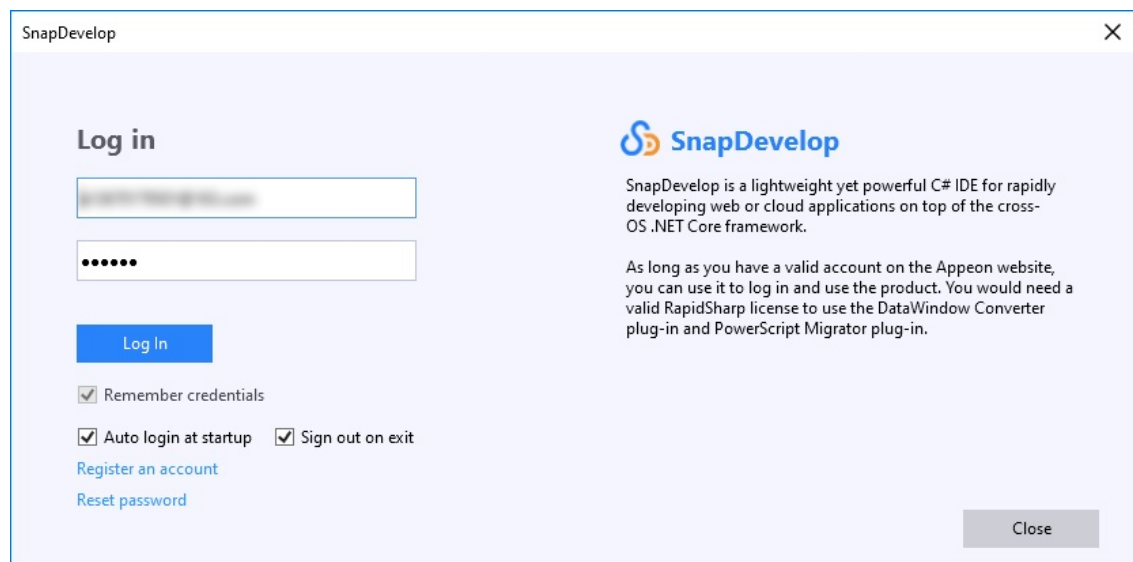 SnapDevelop
Log in
••••••
Log In
Remember credentials
Auto login at startup
Sign out on exit
Register an account
Reset password
SnapDevelop
SnapDevelop is a lightweight yet powerful C# IDE for rapidly
developing web or cloud applications on top of the cross-
OS .NET Core framework.
As long as you have a valid account on the Appeon website,
you can use it to log in and use the product. You would need a
valid RapidSharp license to use the DataWindow Converter
plug-in and PowerScript Migrator plug-in.
Close